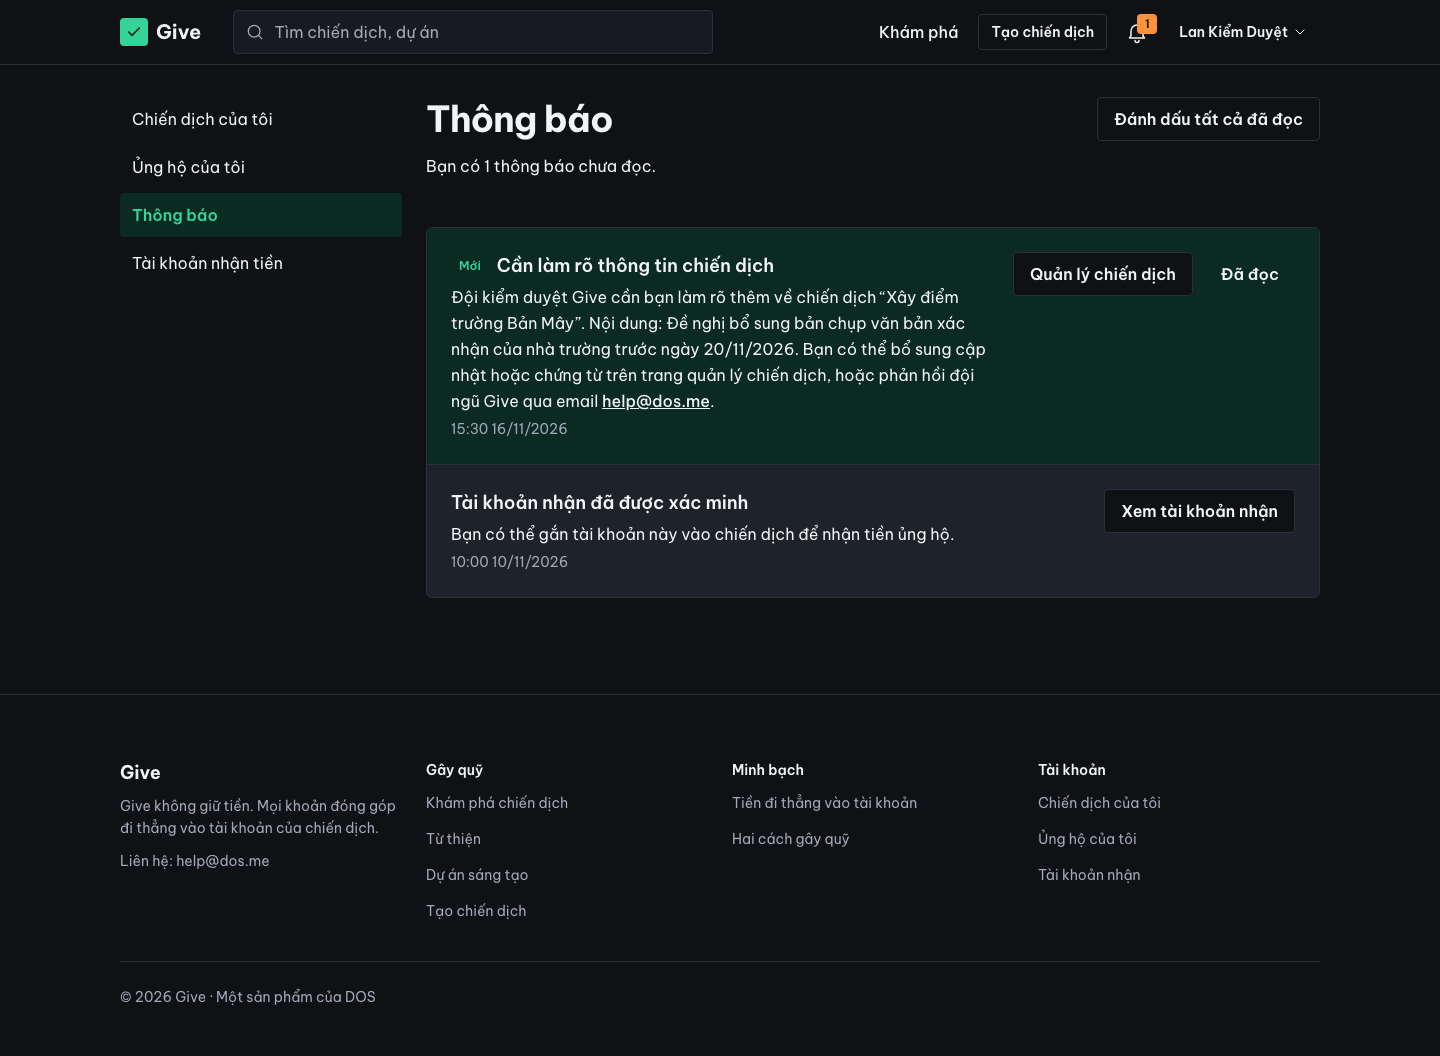 Give
Tìm chiến dịch, dự án
Khám phá
Tạo chiến dịch
1
Lan Kiểm Duyệt
Chiến dịch của tôi
Ủng hộ của tôi
Thông báo
Tài khoản nhận tiền
Thông báo
Đánh dấu tất cả đã đọc
Bạn có 1 thông báo chưa đọc.
Mới
Cần làm rõ thông tin chiến dịch
Đội kiểm duyệt Give cần bạn làm rõ thêm về chiến dịch “Xây điểm
trường Bản Mây”. Nội dung: Đề nghị bổ sung bản chụp văn bản xác
nhận của nhà trường trước ngày 20/11/2026. Bạn có thể bổ sung cập
nhật hoặc chứng từ trên trang quản lý chiến dịch, hoặc phản hồi đội
ngũ Give qua email help@dos.me.
15:30 16/11/2026
Quản lý chiến dịch
Đã đọc
Tài khoản nhận đã được xác minh
Bạn có thể gắn tài khoản này vào chiến dịch để nhận tiền ủng hộ.
10:00 10/11/2026
Xem tài khoản nhận
Give
Give không giữ tiền. Mọi khoản đóng góp
đi thẳng vào tài khoản của chiến dịch.
Liên hệ: help@dos.me
Gây quỹ
Khám phá chiến dịch
Từ thiện
Dự án sáng tạo
Tạo chiến dịch
Minh bạch
Tiền đi thẳng vào tài khoản
Hai cách gây quỹ
Tài khoản
Chiến dịch của tôi
Ủng hộ của tôi
Tài khoản nhận
© 2026 Give · Một sản phẩm của DOS